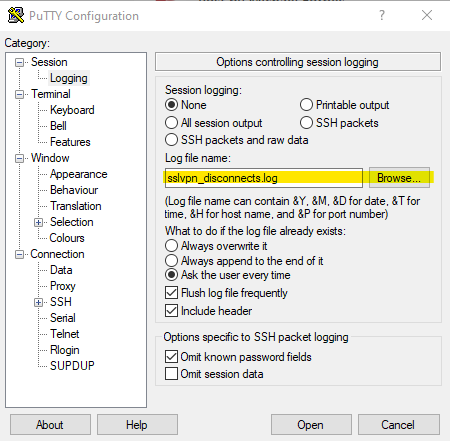 PuTTY Configuration
?
Category:
Session
Logging
Terminal
Keyboard
Bell
Features
Window
Appearance
Behaviour
Translation
Selection
Colours
Connection
Data
Proxy
SSH
Serial
Telnet
Rlogin
SUPDUP
Options controlling session logging
Session logging:
None
Printable output
All session output
SSH packets
SSH packets and raw data
Log file name:
sslvpn_disconnects.log
Browse...
(Log file name can contain &Y, &M, &D for date, &T for
time, &H for host name, and &P for port number)
What to do if the log file already exists:
Always overwrite it
Always append to the end of it
Ask the user every time
Flush log file frequently
Include header
Options specific to SSH packet logging
Omit known password fields
Omit session data
About
Help
Open
Cancel